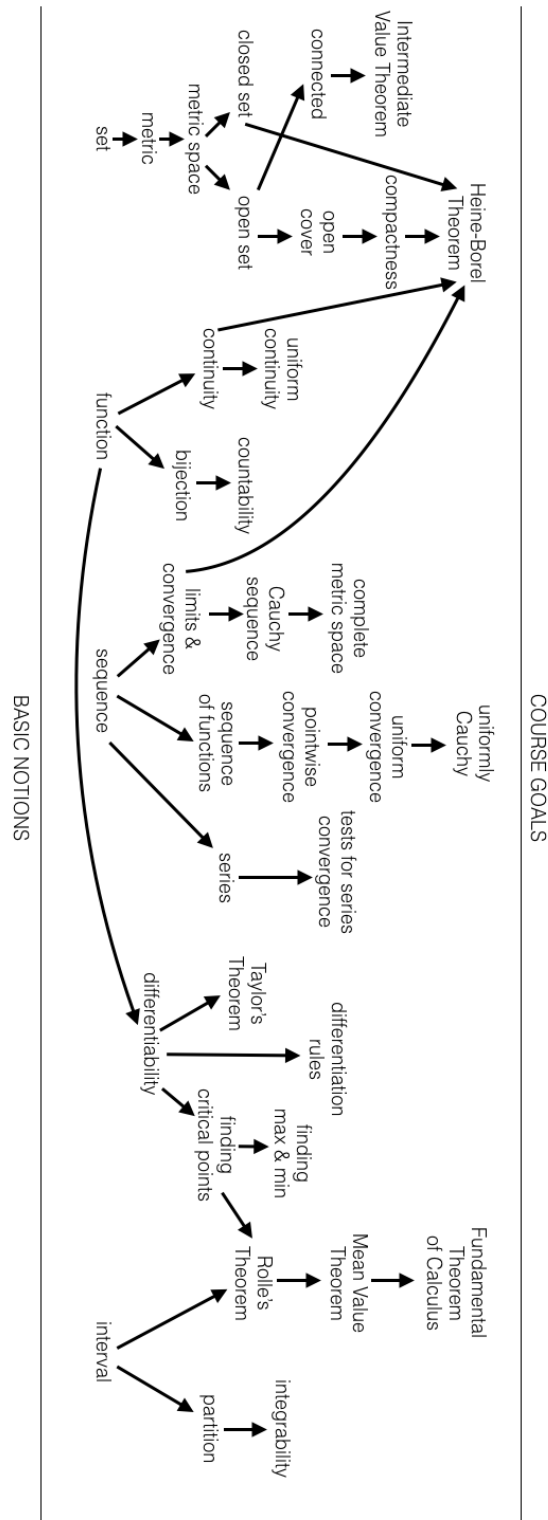 COURSE GOALS
Intermediate
Value Theorem
connected
closed set
metric space
metric
set
Heine-Borel
Theorem
compactness
open
cover
open set
uniform
continuity
continuity
function
countability
bijection
complete
metric space
Cauchy
sequence
limits &
convergence
sequence
uniformly
Cauchy
uniform
convergence
pointwise
convergence
sequence
of functions
tests for series
convergence
series
Taylor's
Theorem
differentiability
differentiation
rules
finding
max & min
finding
critical points
Fundamental
Theorem
of Calculus
Mean Value
Theorem
Rolle's
Theorem
interval
integrability
partition
BASIC NOTIONS